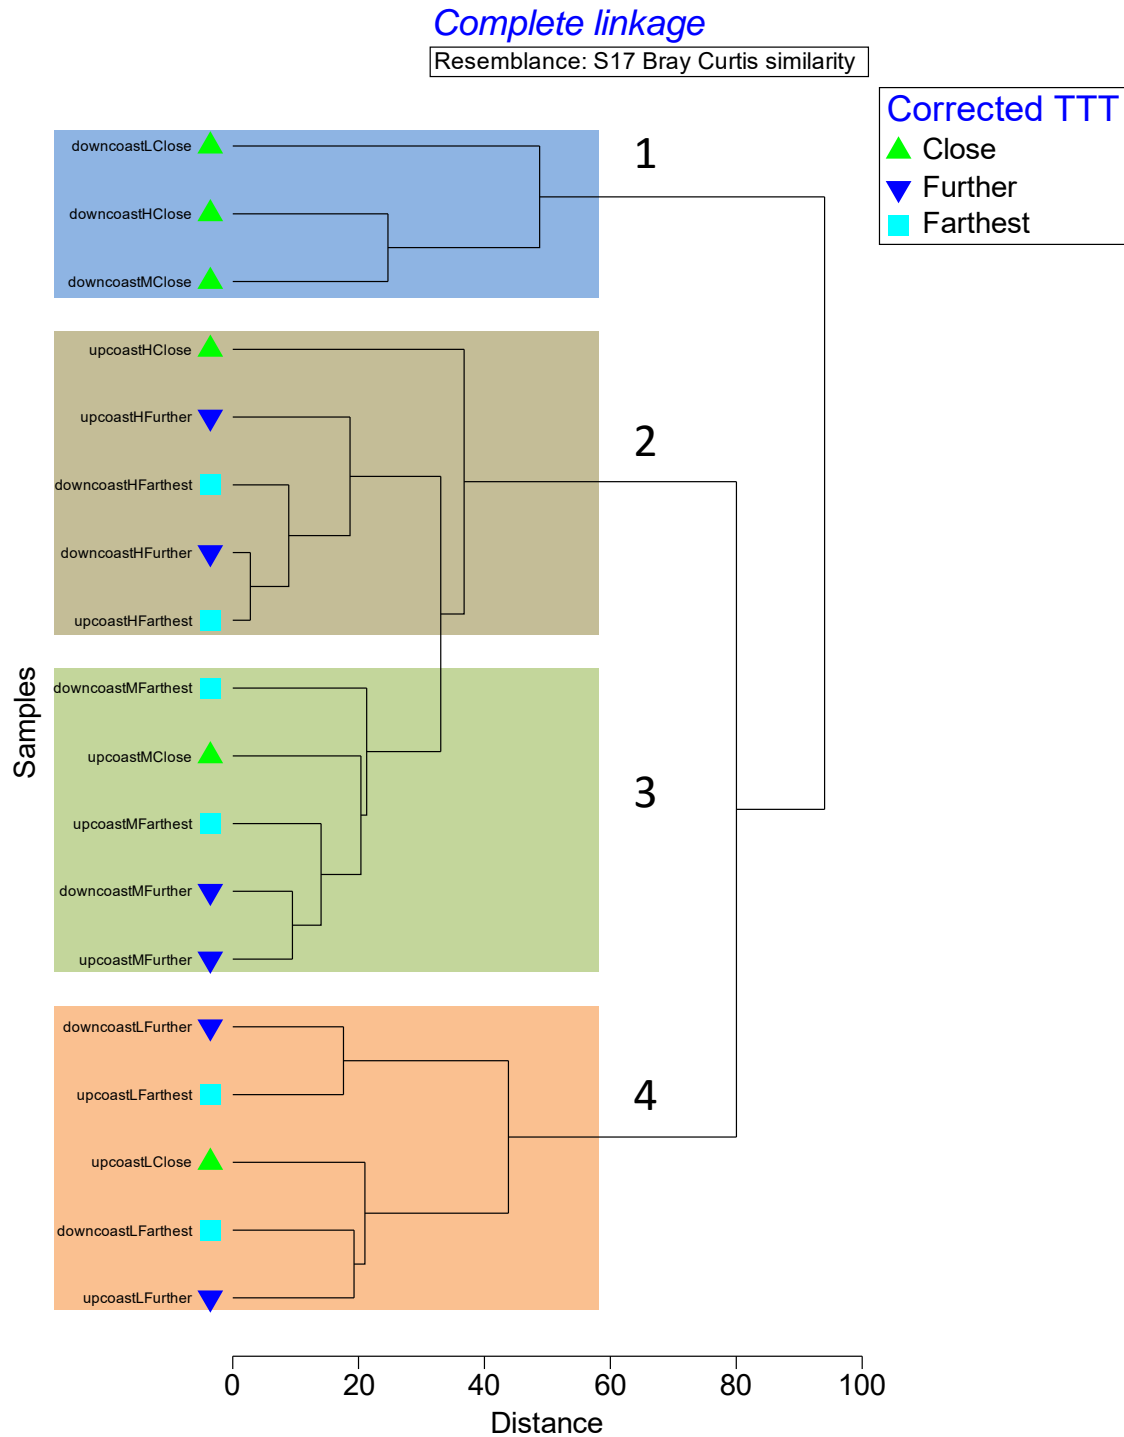 Complete linkage
Resemblance: S17 Bray Curtis similarity
Corrected TTT
Close
Further
Farthest
downcoastLClose
1
downcoastHClose
downcoastMClose
upcoastHClose
upcoastHFurther
2
downcoastHFarthest
downcoastHFurther
upcoastHFarthest
downcoastMFarthest
upcoastMClose
3
upcoastMFarthest
downcoastMFurther
upcoastMFurther
downcoastLFurther
upcoastLFarthest
4
upcoastLClose
downcoastLFarthest
upcoastLFurther
Samples
0 20 40 60 80 100
Distance